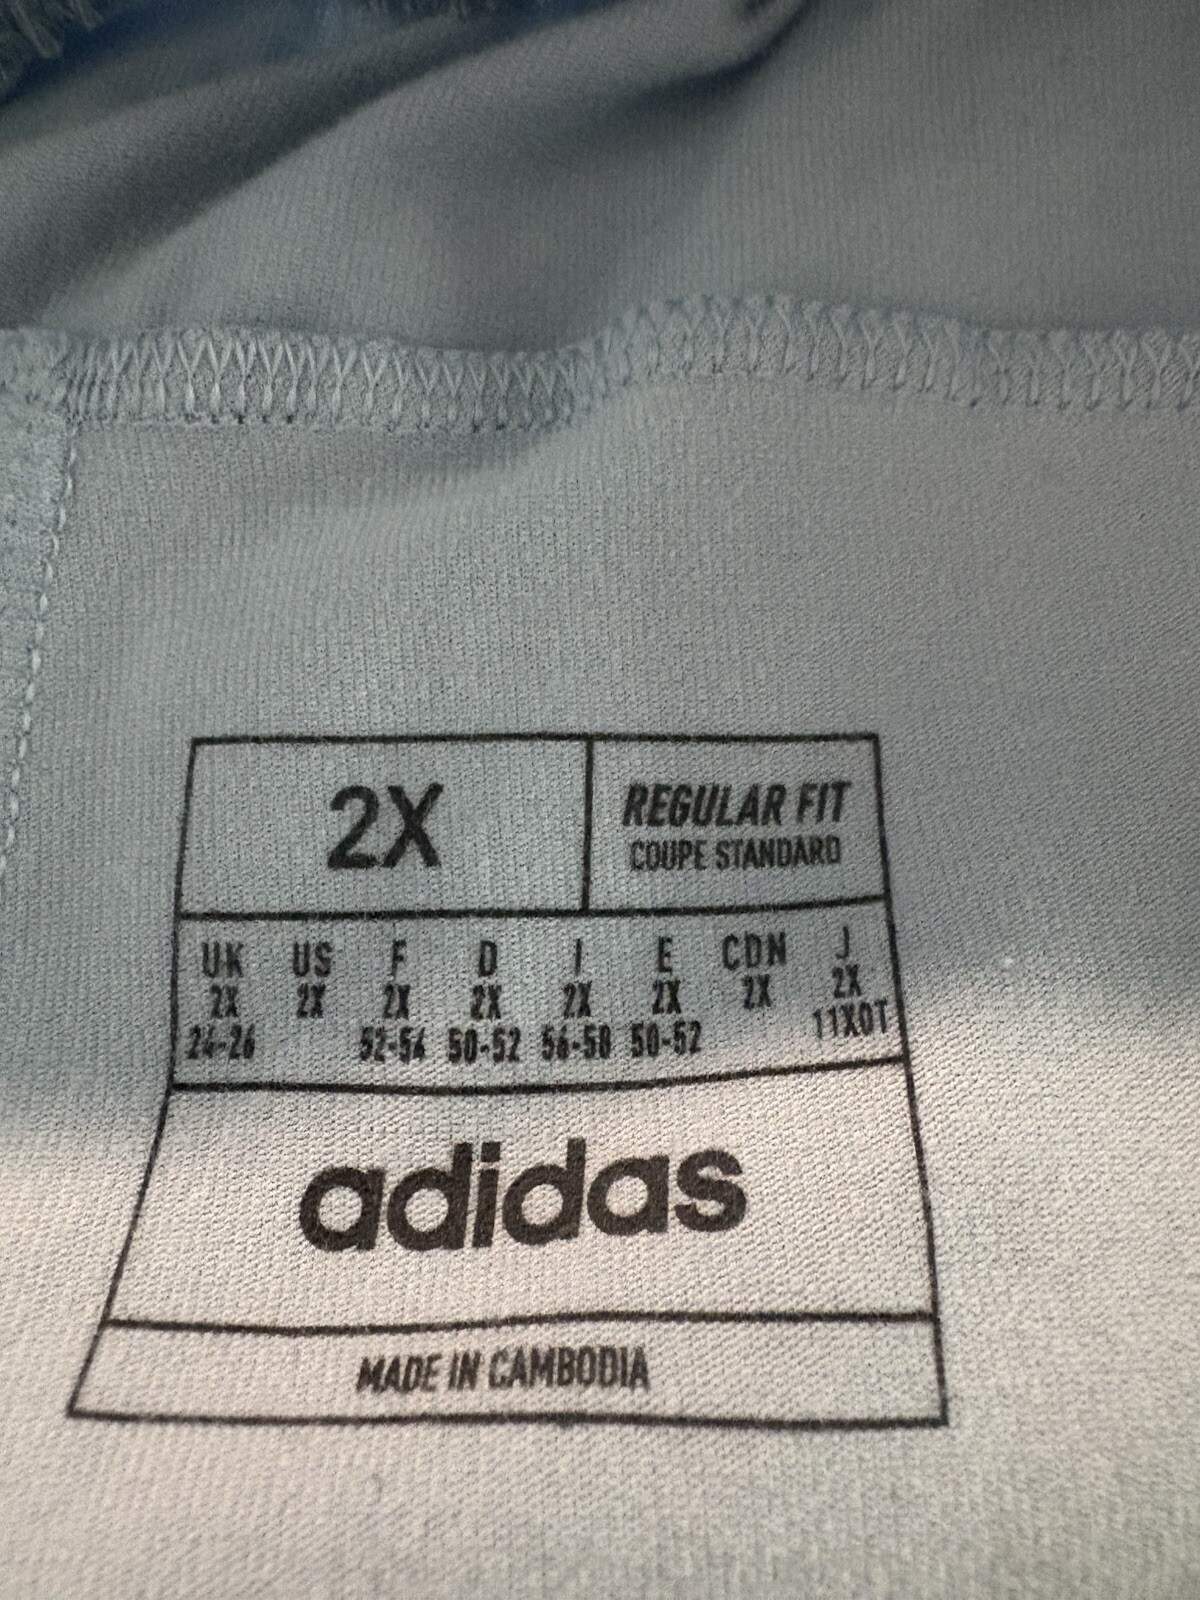 2X
REGULAR FIT
COUPE STANDARD
UK US F D I E CDN J
2X 2X 2X 2X 2X 2X 2X 2X
24-26 52-54 50-52 56-58 50-52 11XOT
adidas
MADE IN CAMBODIA